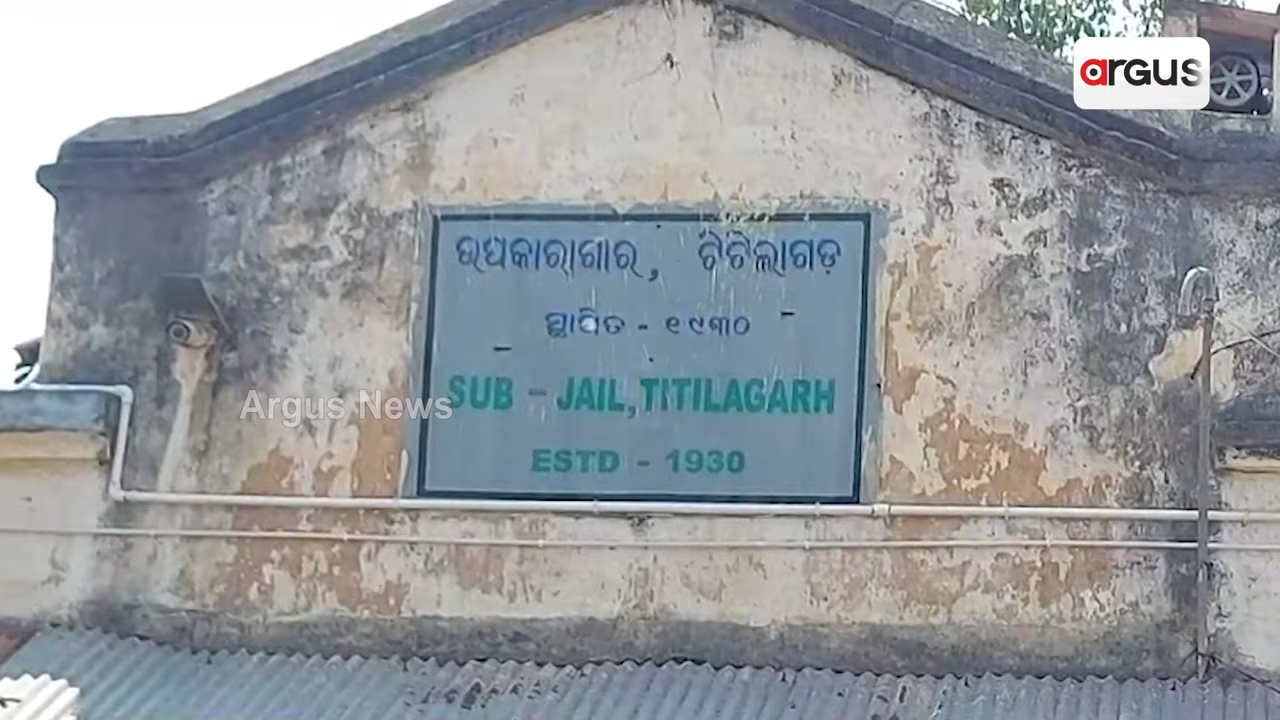 argus
ଉପକାରାଗାର, ଟିଟିଲାଗଡ଼
ସ୍ଥାପିତ - ୧୯୩୦
SUB - JAIL, TITILAGARH
Argus News
ESTD - 1930